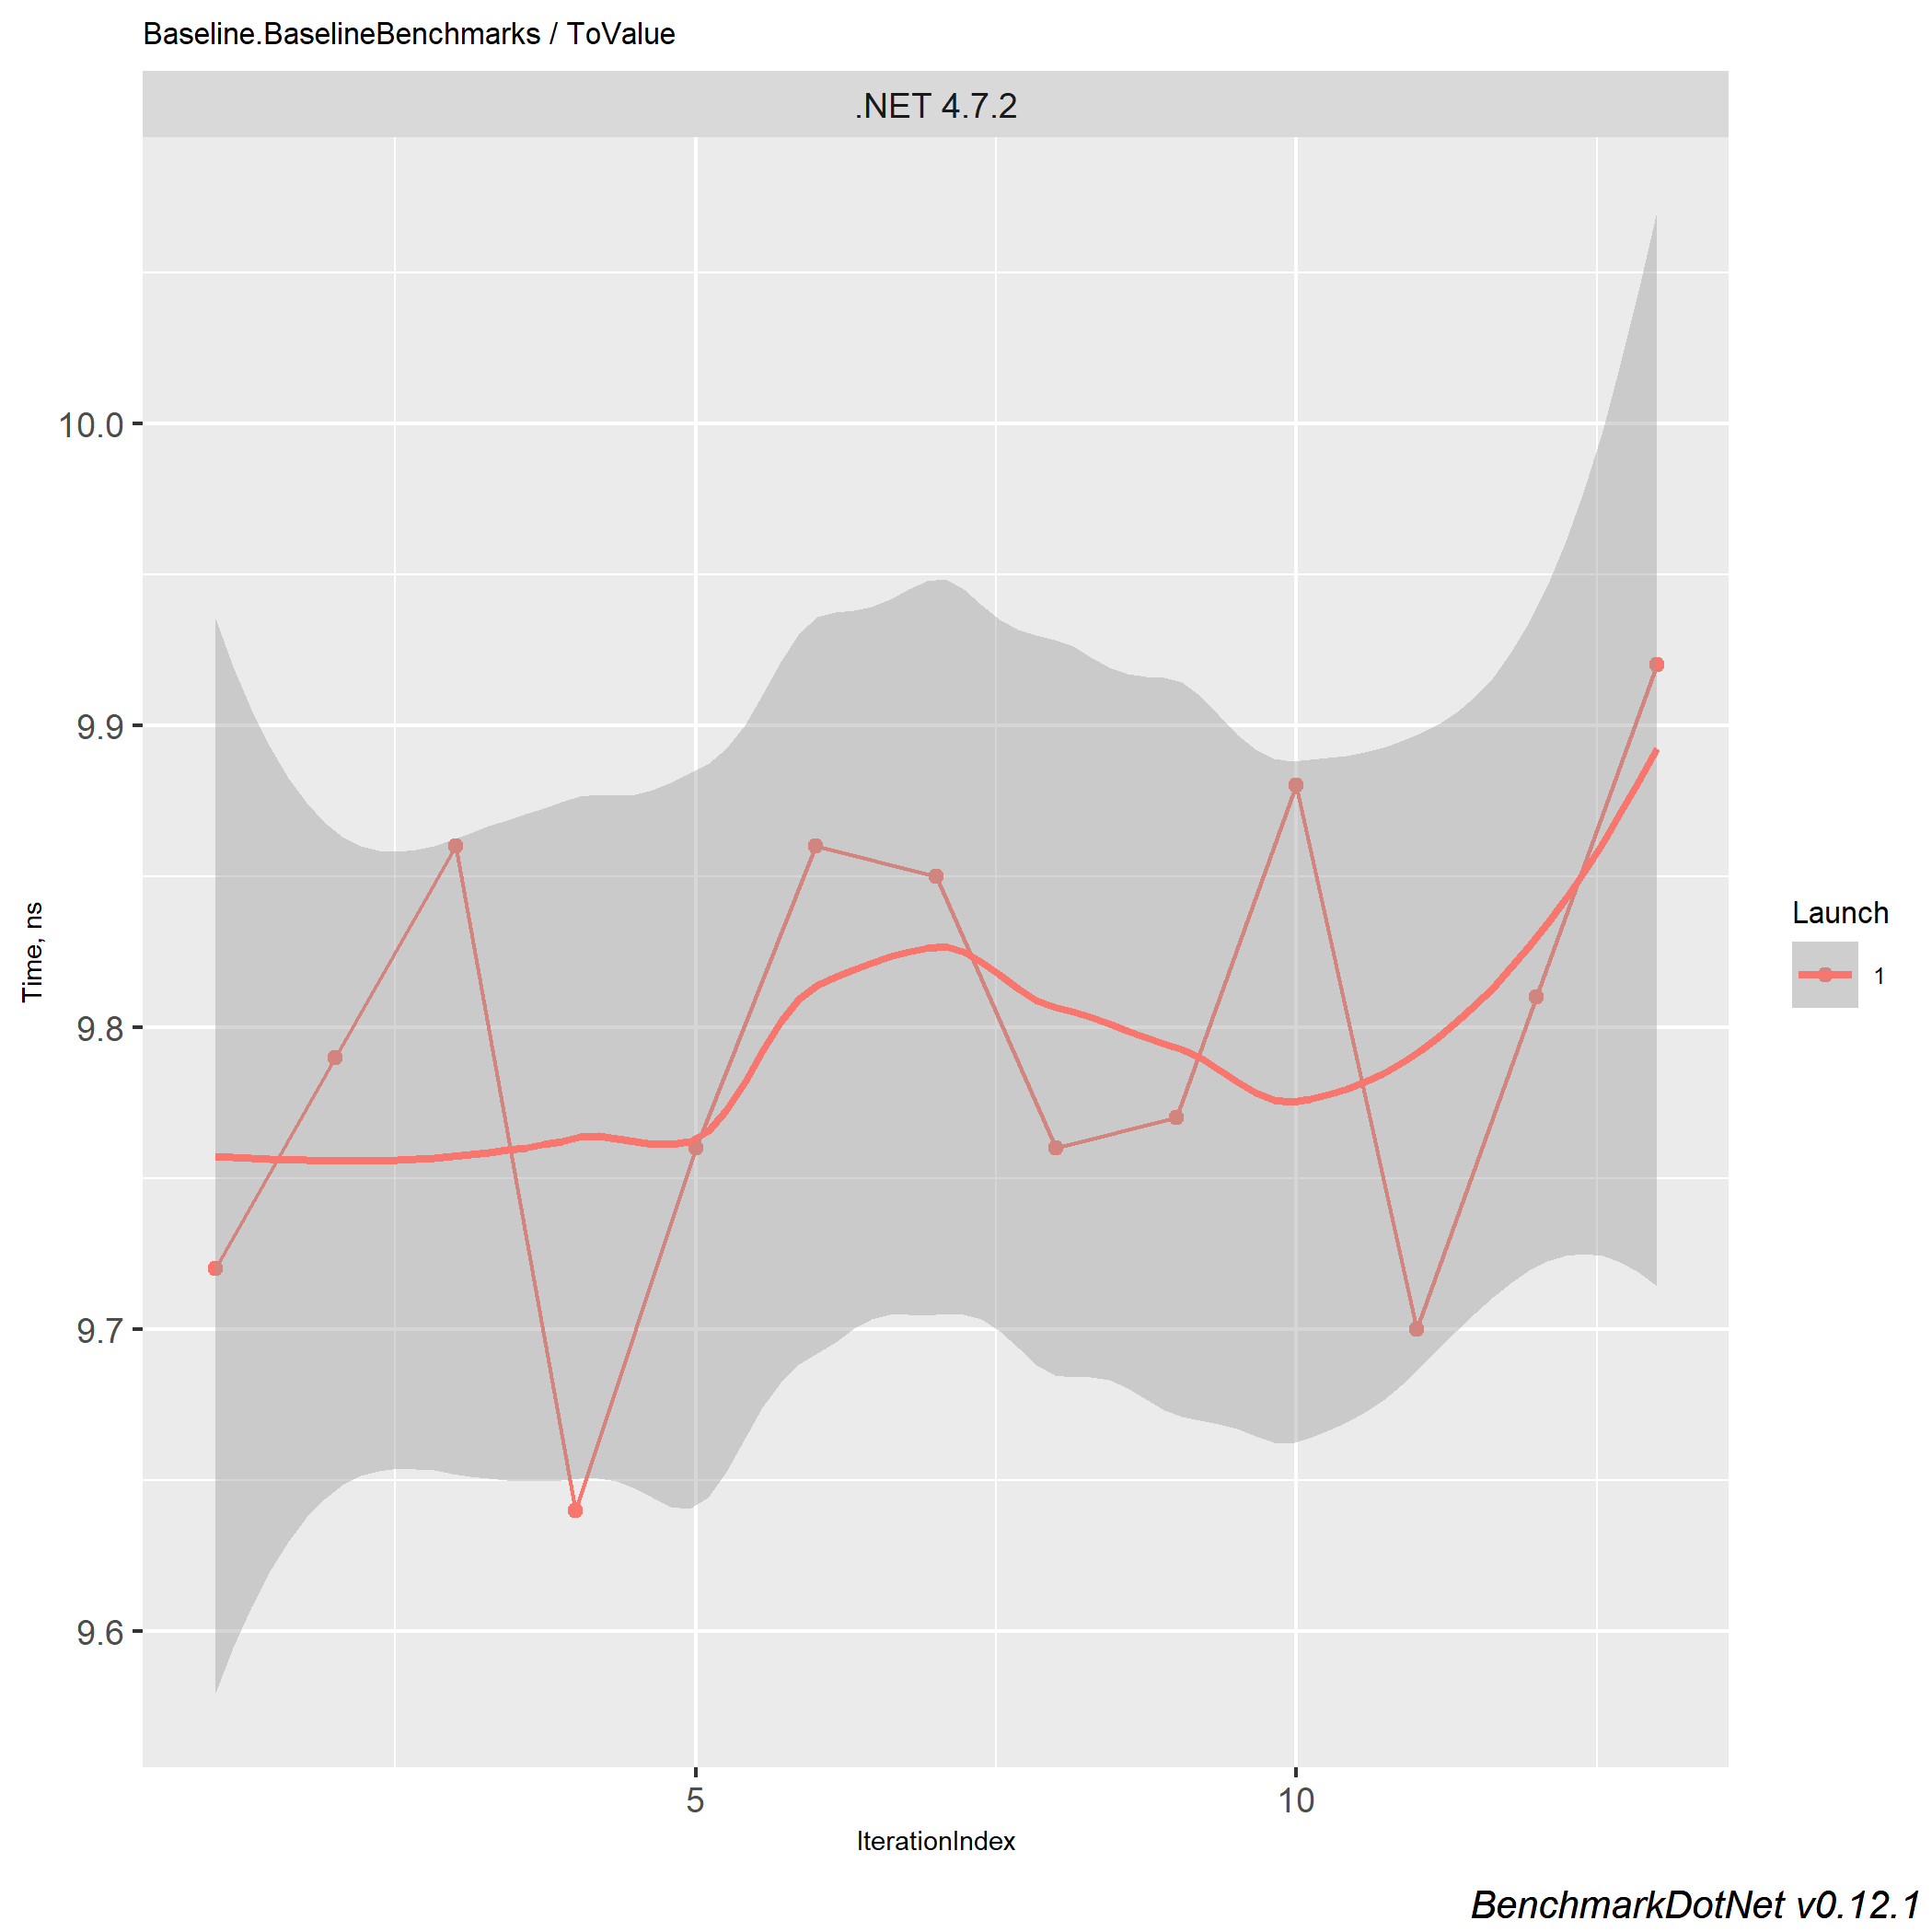 Baseline.BaselineBenchmarks / ToValue
.NET 4.7.2
10.0
9.9
9.8
9.7
9.6
Time, ns
5
10
IterationIndex
Launch
1
BenchmarkDotNet v0.12.1